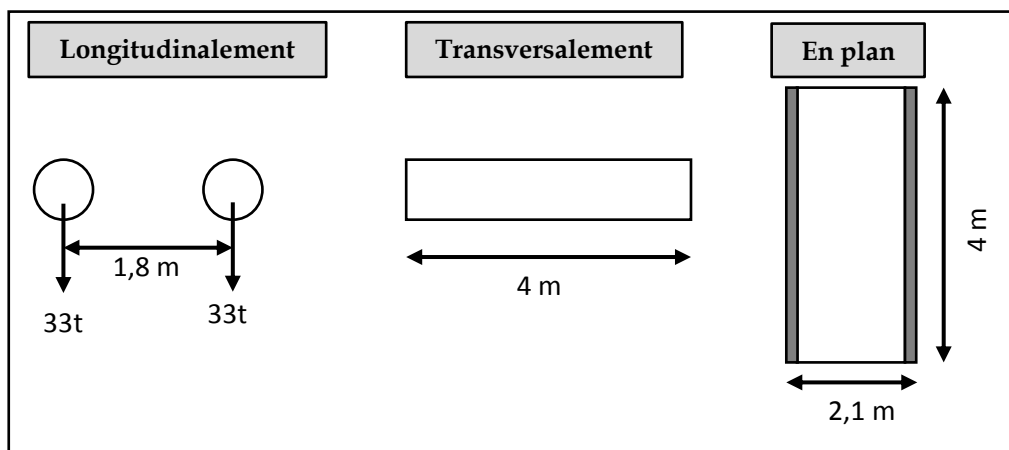 Longitudinalement
Transversalement
En plan
1,8 m
33t
33t
4 m
4 m
2,1 m